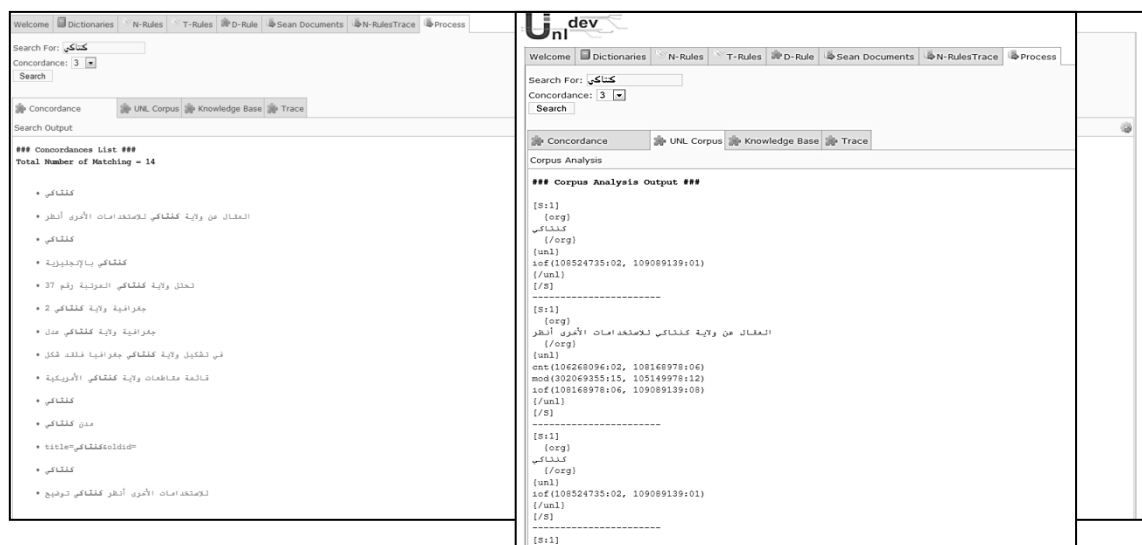 Welcome Dictionaries N-Rules T-Rules D-Rule Sean Documents N-RulesTrace Process
Search For: كنتاكي
Concordance: 3
Search
Concordance UNL Corpus Knowledge Base Trace
Search Output
### Concordances List ###
Total Number of Matching = 14
• كنتاكي
• المقال عن ولاية كنتاكي للاستخدامات الأخرى أنظر
• كنتاكي
• كنتاكي بالإنجليزية
• تحتل ولاية كنتاكي المرتبة رقم 37
• جغرافية ولاية كنتاكي 2
• جغرافية ولاية كنتاكي عدل
• في تشكيل ولاية كنتاكي جغرافيا فلقد شكل
• قائمة مقاطعات ولاية كنتاكي الأمريكية
• كنتاكي
• مدن كنتاكي
• title=كنتاكي&oldid=
• كنتاكي
• للاستخدامات الأخرى أنظر كنتاكي توضيح
Unl dev
Welcome Dictionaries N-Rules T-Rules D-Rule Sean Documents N-RulesTrace Process
Search For: كنتاكي
Concordance: 3
Search
Concordance UNL Corpus Knowledge Base Trace
Corpus Analysis
### Corpus Analysis Output ###
[S:1]
{org}
كنتاكي
{/org}
{unl}
iof(108524735:02, 109089139:01)
{/unl}
[/S]
-----------------------
[S:1]
{org}
المقال عن ولاية كنتاكي للاستخدامات الأخرى أنظر
{/org}
{unl}
cnt(106268096:02, 108168978:06)
mod(302069355:15, 105149978:12)
iof(108168978:06, 109089139:08)
{/unl}
[/S]
-----------------------
[S:1]
{org}
كنتاكي
{/org}
{unl}
iof(108524735:02, 109089139:01)
{/unl}
[/S]
-----------------------
[S:1]